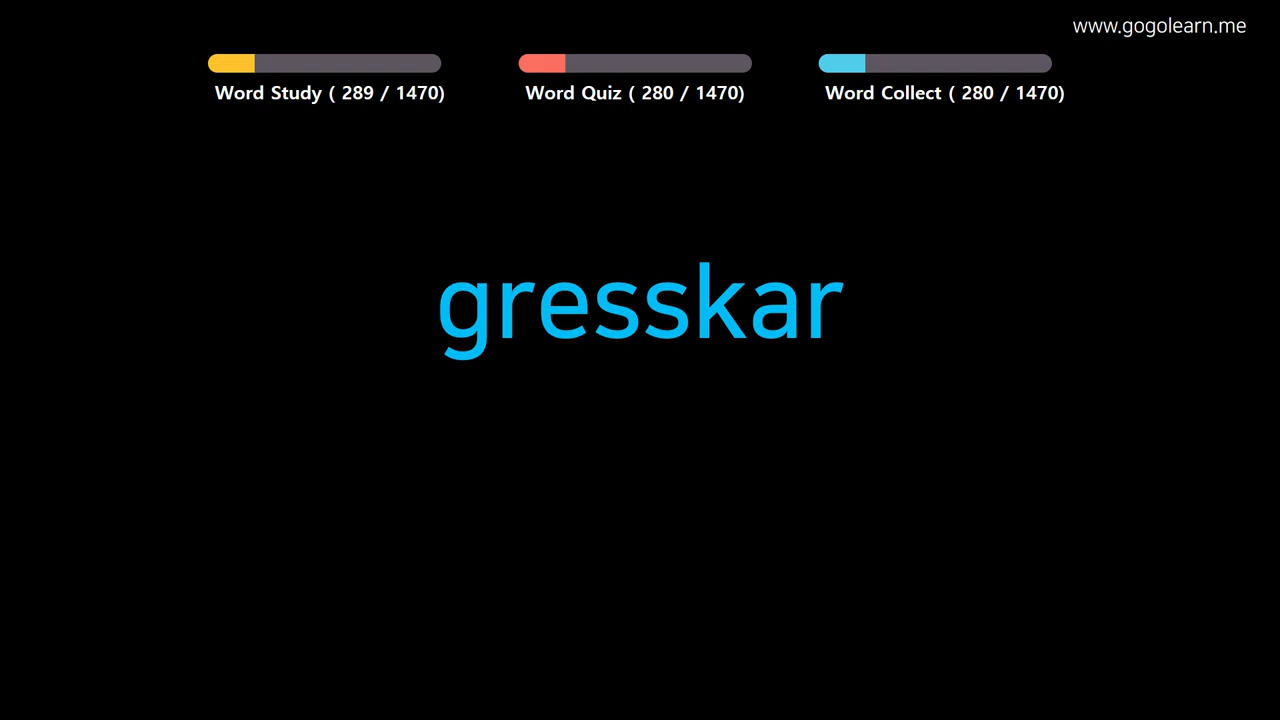 www.gogolearn.me
Word Study ( 289 / 1470)
Word Quiz ( 280 / 1470)
Word Collect ( 280 / 1470)
gresskar